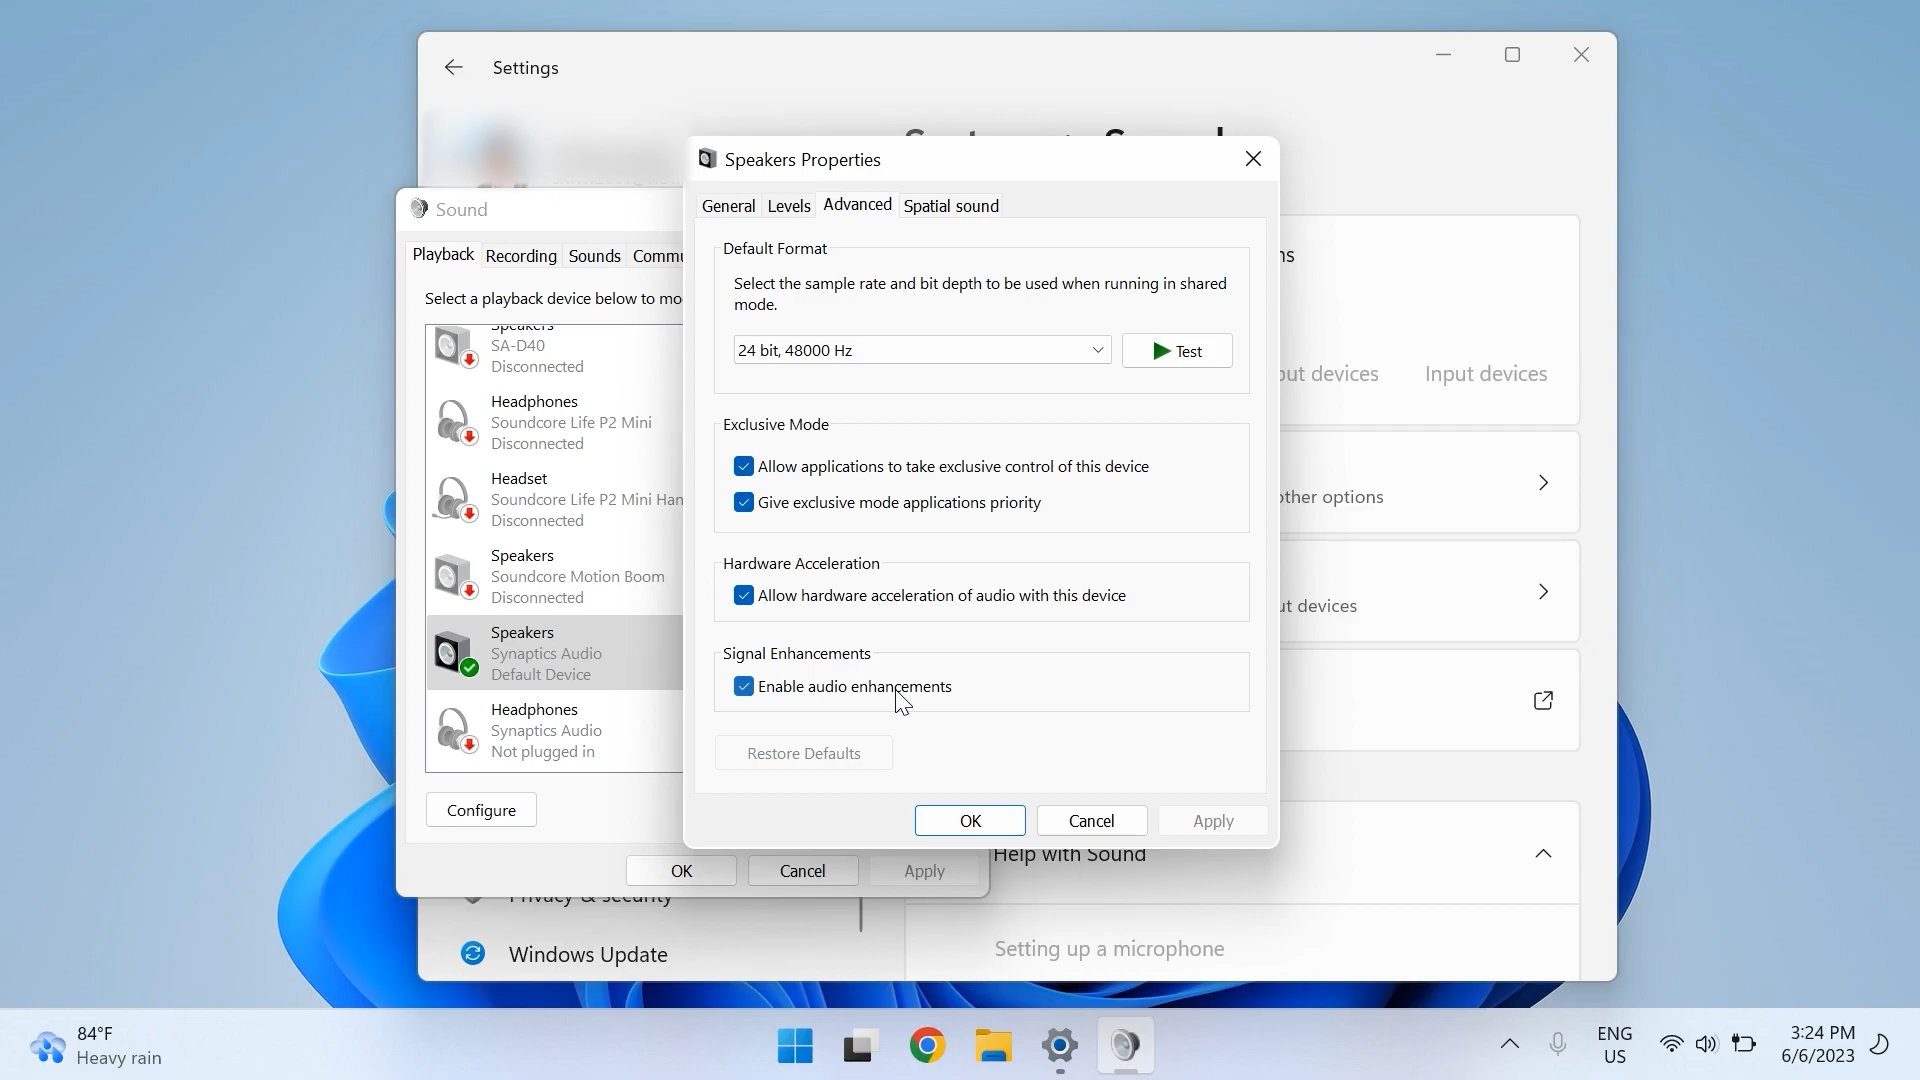 Settings
Speakers Properties
General
Levels
Advanced
Spatial sound
Default Format
Select the sample rate and bit depth to be used when running in shared
mode.
24 bit, 48000 Hz
Test
Exclusive Mode
Allow applications to take exclusive control of this device
Give exclusive mode applications priority
Hardware Acceleration
Allow hardware acceleration of audio with this device
Signal Enhancements
Enable audio enhancements
Restore Defaults
OK
Cancel
Apply
Sound
Playback
Recording
Sounds
Commu
Select a playback device below to mo
Speakers
SA-D40
Disconnected
Headphones
Soundcore Life P2 Mini
Disconnected
Headset
Soundcore Life P2 Mini Han
Disconnected
Speakers
Soundcore Motion Boom
Disconnected
Speakers
Synaptics Audio
Default Device
Headphones
Synaptics Audio
Not plugged in
Configure
OK
Cancel
Apply
ns
put devices
Input devices
other options
ut devices
Help with Sound
Setting up a microphone
Privacy & security
Windows Update
84°F
Heavy rain
ENG
US
3:24 PM
6/6/2023